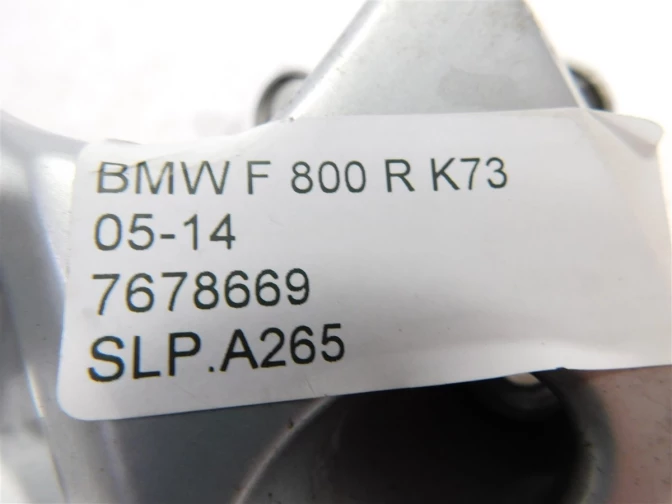 BMW F 800 R K73
05-14
7678669
SLP.A265